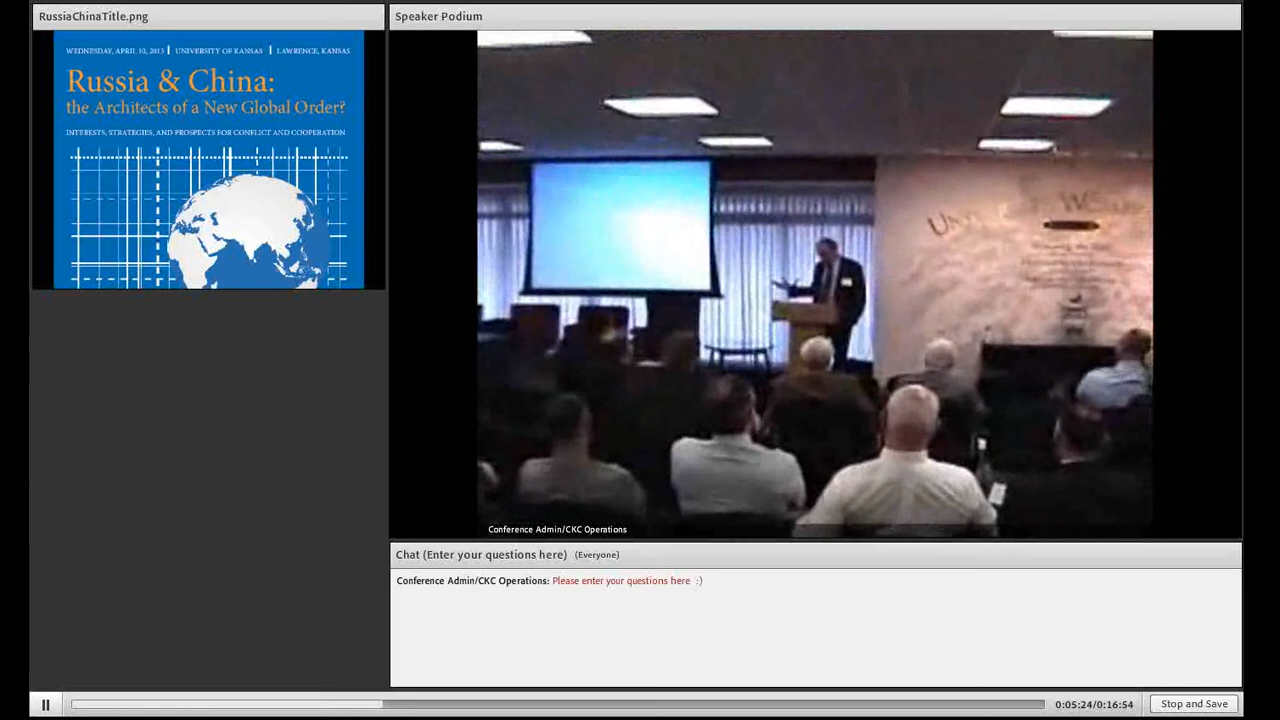 RussiaChinaTitle.png
WEDNESDAY, APRIL 10, 2013 | UNIVERSITY OF KANSAS | LAWRENCE, KANSAS
Russia & China:
the Architects of a New Global Order?
INTERESTS, STRATEGIES, AND PROSPECTS FOR CONFLICT AND COOPERATION
Speaker Podium
Conference Admin/CKC Operations
Chat (Enter your questions here) (Everyone)
Conference Admin/CKC Operations: Please enter your questions here :)
0:05:24/0:16:54
Stop and Save